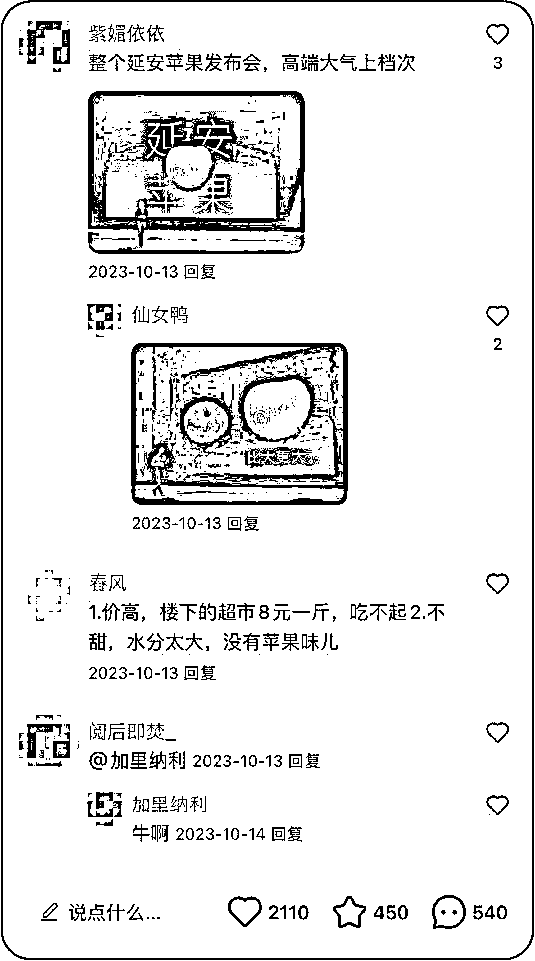 紫媚依依
整个延安苹果发布会，高端大气上档次
3
延安
苹果
2023-10-13 回复
仙女鸭
2
2023-10-13 回复
春风
1.价高，楼下的超市8元一斤，吃不起2.不
甜，水分太大，没有苹果味儿
2023-10-13 回复
阅后即焚_
@加里纳利 2023-10-13 回复
加里纳利
牛啊 2023-10-14 回复
说点什么... 2110 450 540